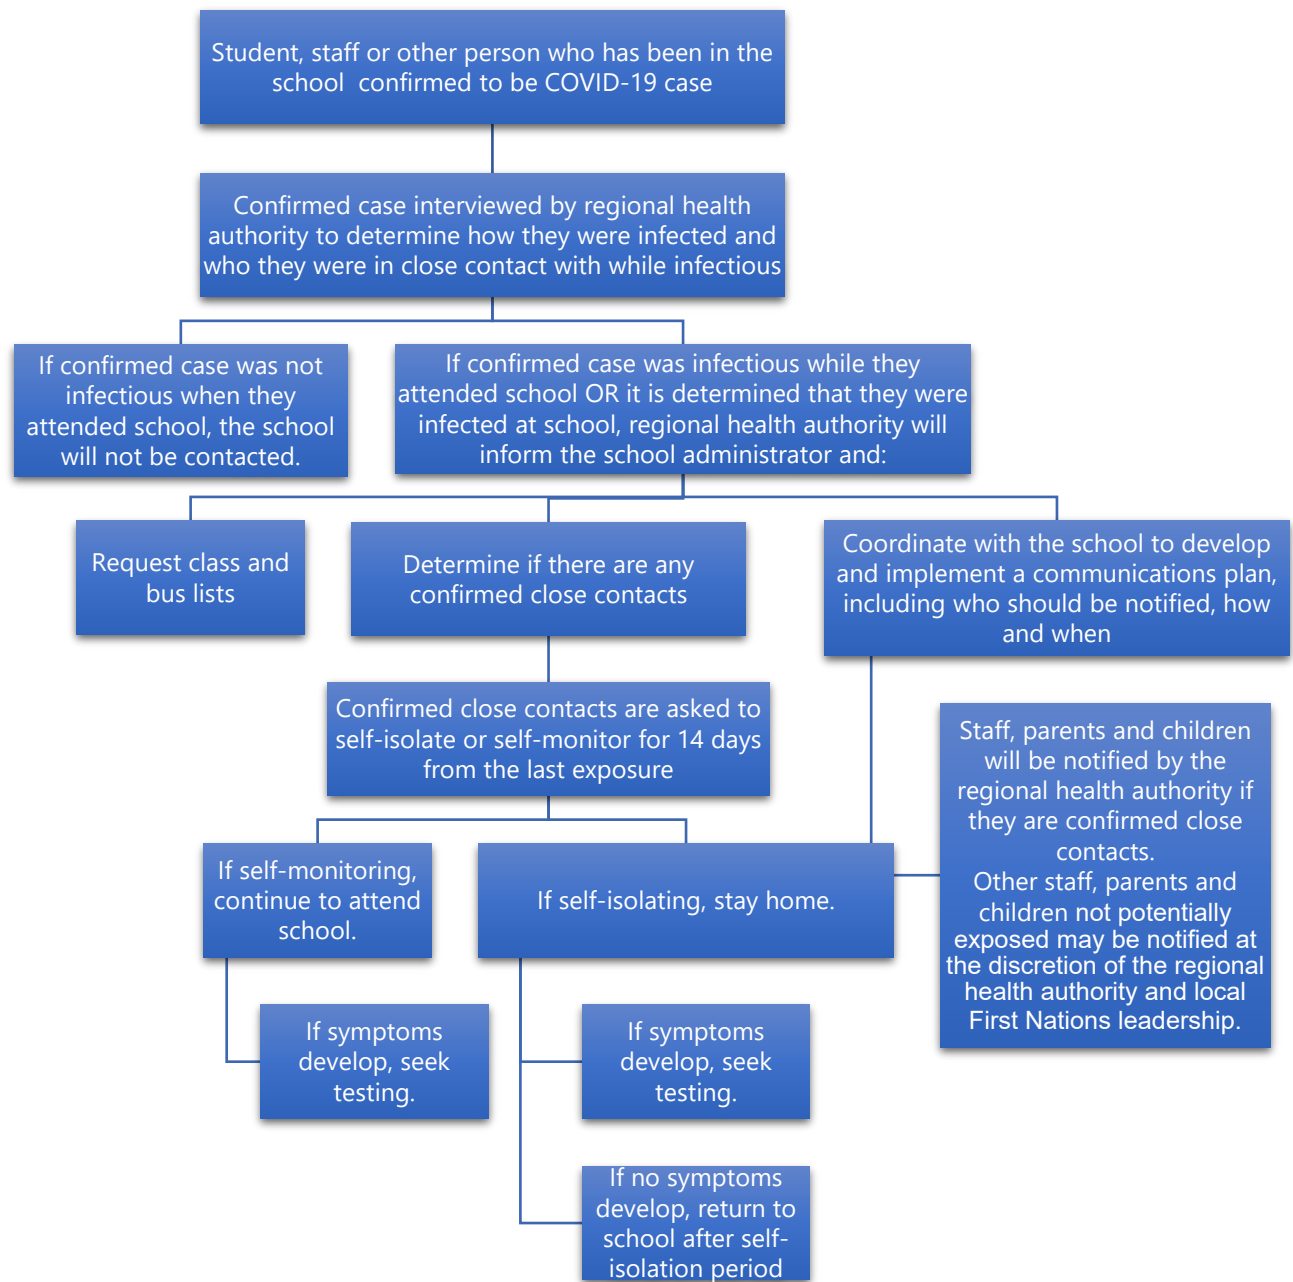 Student, staff or other person who has been in the
school  confirmed to be COVID-19 case
Confirmed case interviewed by regional health
authority to determine how they were infected and
who they were in close contact with while infectious
If confirmed case was not
infectious when they
attended school, the school
will not be contacted.
If confirmed case was infectious while they
attended school OR it is determined that they were
infected at school, regional health authority will
inform the school administrator and:
Request class and
bus lists
Determine if there are any
confirmed close contacts
Coordinate with the school to develop
and implement a communications plan,
including who should be notified, how
and when
Confirmed close contacts are asked to
self-isolate or self-monitor for 14 days
from the last exposure
Staff, parents and children
will be notified by the
regional health authority if
they are confirmed close
contacts.
Other staff, parents and
children not potentially
exposed may be notified at
the discretion of the regional
health authority and local
First Nations leadership.
If self-monitoring,
continue to attend
school.
If self-isolating, stay home.
If symptoms
develop, seek
testing.
If symptoms
develop, seek
testing.
If no symptoms
develop, return to
school after self-
isolation period